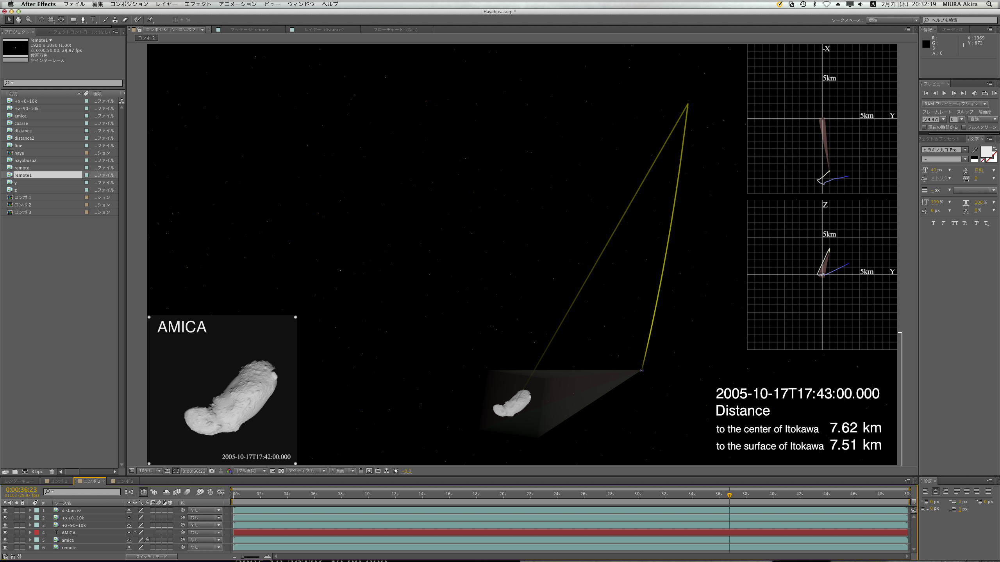 After Effects ファイル 編集 コンポジション レイヤー エフェクト アニメーション ビュー ウィンドウ ヘルプ
2月7日(木) 20:32:39 MIURA Akira
Hayabusa.aep *
ワークスペース : 標準 ヘルプを検索
プロジェクト × エフェクトコントロール: (なし)
コンポジション: コンポ 2 × フッテージ: remote レイヤー: distance2 フローチャート: (なし)
コンポ 2
remote1
1920 x 1080 (1.00)
△ 0:00:50:00, 29.97 fps
数百万色
非インターレース
名前 種類
+x+0-10k ...ファイル
+z-90-10k ...ファイル
amica ...ファイル
coarse ...ファイル
distance ...ファイル
distance2 ...ファイル
fine ...ファイル
haya ...ション
hayabusa2 ...ファイル
remote ...ファイル
remote1 ...ファイル
y ...ファイル
z ...ファイル
コンポ 1 ...ション
コンポ 2 ...ション
コンポ 3 ...ション
8 bpc
AMICA
2005-10-17T17:42:00.000
-X
5km
5km Y
Z
5km
5km Y
2005-10-17T17:43:00.000
Distance
to the center of Itokawa 7.62 km
to the surface of Itokawa 7.51 km
100 % 0:00:36:23 (フル画質) アクティブカ... 1 画面 +0.0
情報 × オーディオ
R : X : 1969
G : Y : 872
B :
A : 0
プレビュー ×
RAM プレビューオプション
フレームレート スキップ 解像度
(29.97) 0 自動
現在の時間から フルスクリーン
フェクト＆プリセット 文字 ×
ヒラギノ丸ゴ Pro
-
40 px 自動
メトリク 0
- px
100 % 100 %
0 px 0 %
T T TT Tт T¹ T₁
レンダーキュー コンポ 1 コンポ 2 × コンポ 3
0:00:36:23
01103 (29.97 fps)
# ソース名 親
):00s 02s 04s 06s 08s 10s 12s 14s 16s 18s 20s 22s 24s 26s 28s 30s 32s 34s 36s 38s 40s 42s 44s 46s 48s 50s
1 distance2 なし
2 +x+0-10k なし
3 +z-90-10k なし
4 T AMICA なし
5 amica fx なし
6 remote なし
スイッチ / モード
段落 ×
0 px 0 px 0 px
0 px 0 px